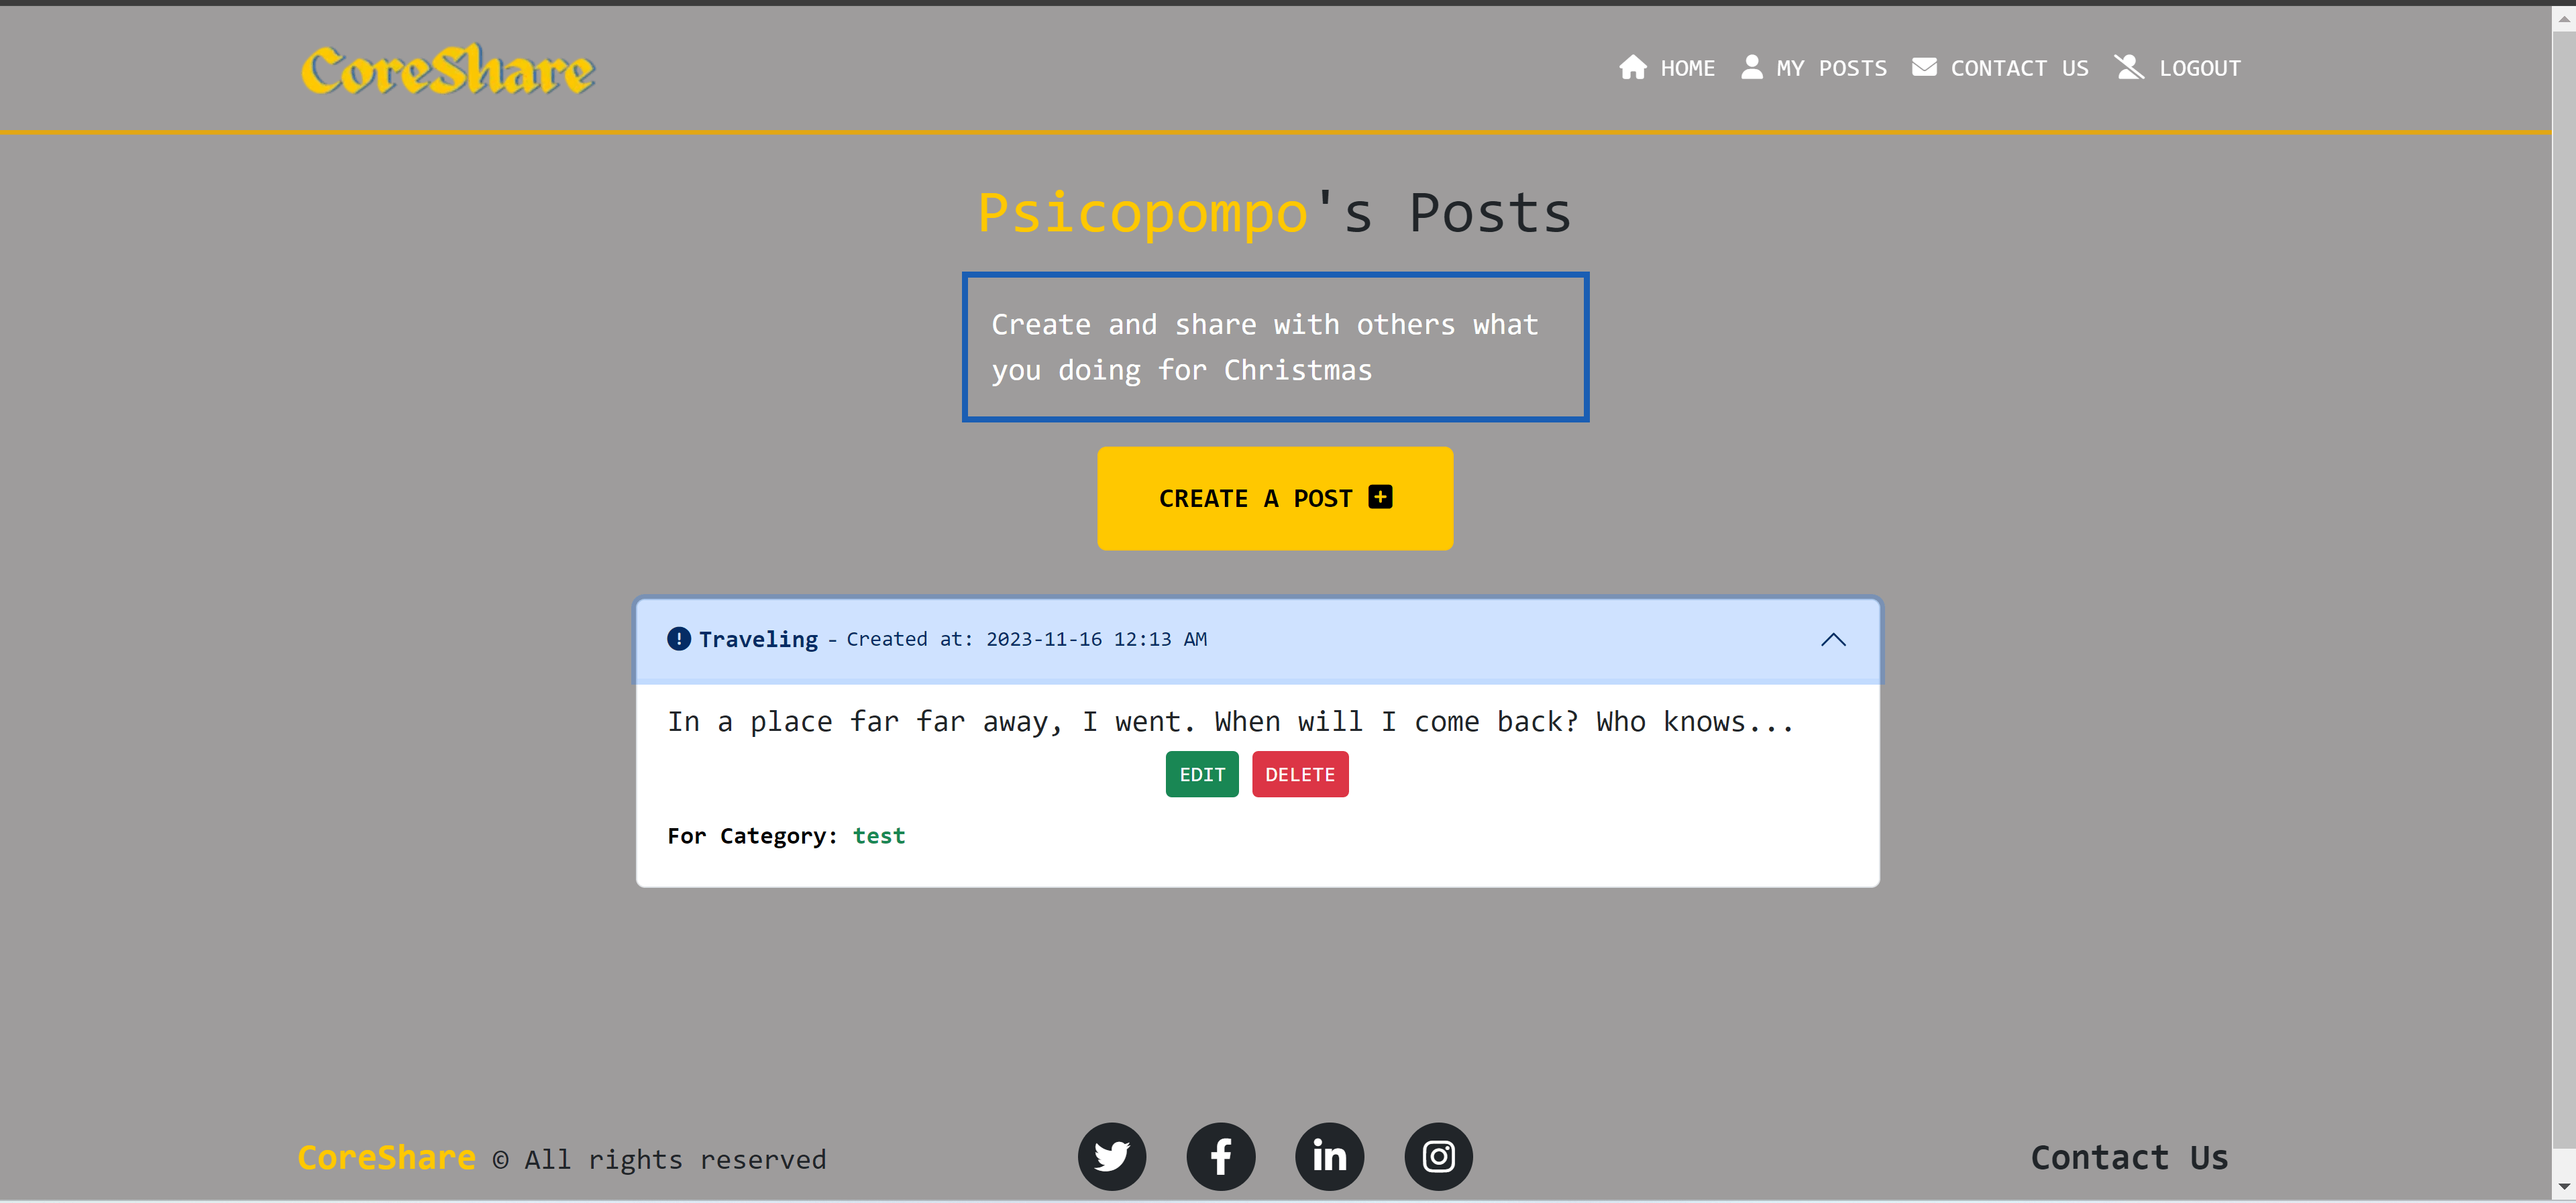 CoreShare
HOME MY POSTS CONTACT US LOGOUT
Psicopompo's Posts
Create and share with others what
you doing for Christmas
CREATE A POST
Traveling - Created at: 2023-11-16 12:13 AM
In a place far far away, I went. When will I come back? Who knows...
EDIT DELETE
For Category: test
CoreShare © All rights reserved
Contact Us